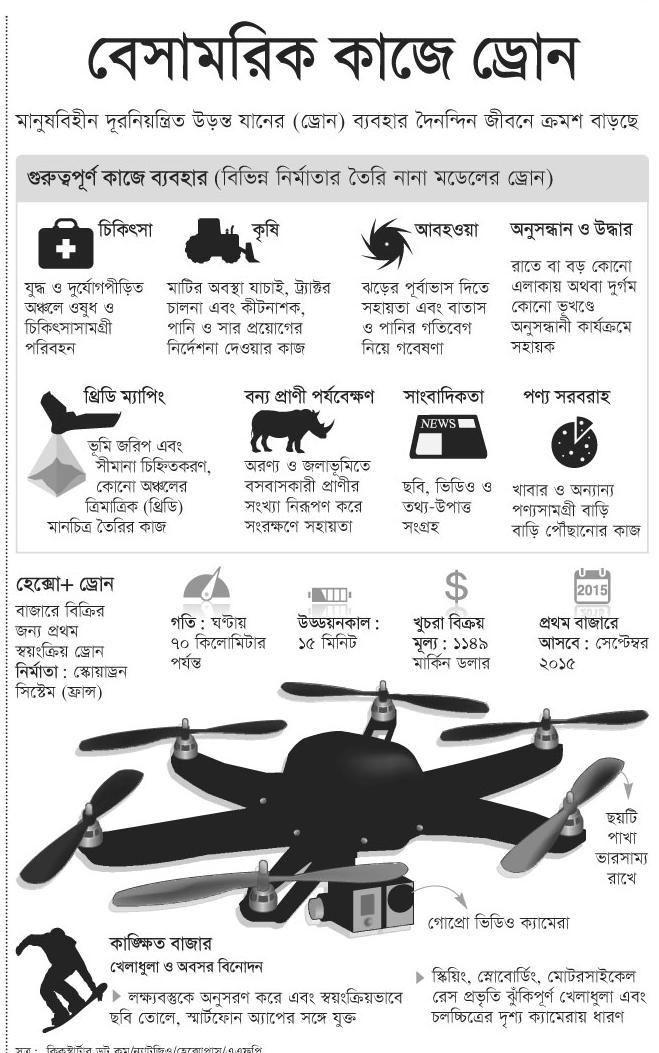 বেসামরিক কাজে ড্রোন
মানুষবিহীন দূরনিয়ন্ত্রিত উড়ন্ত যানের (ড্রোন) ব্যবহার দৈনন্দিন জীবনে ক্রমশ বাড়ছে
গুরুত্বপূর্ণ কাজে ব্যবহার (বিভিন্ন নির্মাতার তৈরি নানা মডেলের ড্রোন)
চিকিৎসা
যুদ্ধ ও দুর্যোগপীড়িত
অঞ্চলে ওষুধ ও
চিকিৎসাসামগ্রী
পরিবহন
কৃষি
মাটির অবস্থা যাচাই, ট্র্যাক্টর
চালনা এবং কীটনাশক,
পানি ও সার প্রয়োগের
নির্দেশনা দেওয়ার কাজ
আবহওয়া
ঝড়ের পূর্বাভাস দিতে
সহায়তা এবং বাতাস
ও পানির গতিবেগ
নিয়ে গবেষণা
অনুসন্ধান ও উদ্ধার
রাতে বা বড় কোনো
এলাকায় অথবা দুর্গম
কোনো ভূখণ্ডে
অনুসন্ধানী কার্যক্রমে
সহায়ক
থ্রিডি ম্যাপিং
ভূমি জরিপ এবং
সীমানা চিহ্নিতকরণ,
কোনো অঞ্চলের
ত্রিমাত্রিক (থ্রিডি)
মানচিত্র তৈরির কাজ
বন্য প্রাণী পর্যবেক্ষণ
অরণ্য ও জলাভূমিতে
বসবাসকারী প্রাণীর
সংখ্যা নিরূপণ করে
সংরক্ষণে সহায়তা
সাংবাদিকতা
NEWS
ছবি, ভিডিও ও
তথ্য-উপাত্ত
সংগ্রহ
পণ্য সরবরাহ
খাবার ও অন্যান্য
পণ্যসামগ্রী বাড়ি
বাড়ি পৌঁছানোর কাজ
হেক্সো+ ড্রোন
বাজারে বিক্রির
জন্য প্রথম
স্বয়ংক্রিয় ড্রোন
নির্মাতা : স্কোয়াড্রন
সিস্টেম (ফ্রান্স)
গতি : ঘণ্টায়
৭০ কিলোমিটার
পর্যন্ত
উড্ডয়নকাল :
১৫ মিনিট
$
খুচরা বিক্রয়
মূল্য : ১১৪৯
মার্কিন ডলার
2015
প্রথম বাজারে
আসবে : সেপ্টেম্বর
২০১৫
ছয়টি
পাখা
ভারসাম্য
রাখে
গোপ্রো ভিডিও ক্যামেরা
কাঙ্ক্ষিত বাজার
খেলাধুলা ও অবসর বিনোদন
লক্ষ্যবস্তুকে অনুসরণ করে এবং স্বয়ংক্রিয়ভাবে
ছবি তোলে, স্মার্টফোন অ্যাপের সঙ্গে যুক্ত
স্কিয়িং, স্নোবোর্ডিং, মোটরসাইকেল
রেস প্রভৃতি ঝুঁকিপূর্ণ খেলাধুলা এবং
চলচ্চিত্রের দৃশ্য ক্যামেরায় ধারণ